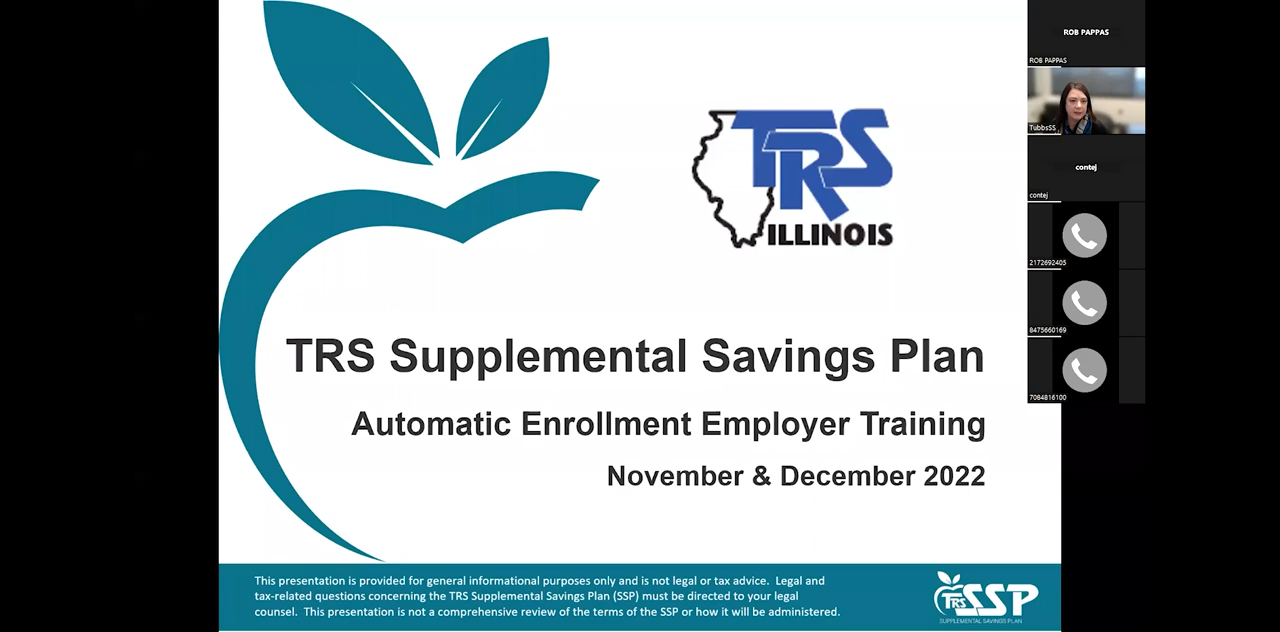 TRS
ILLINOIS
TRS Supplemental Savings Plan
Automatic Enrollment Employer Training
November & December 2022
This presentation is provided for general informational purposes only and is not legal or tax advice. Legal and
tax-related questions concerning the TRS Supplemental Savings Plan (SSP) must be directed to your legal
counsel. This presentation is not a comprehensive review of the terms of the SSP or how it will be administered.
TRS SSP
SUPPLEMENTAL SAVINGS PLAN
ROB PAPPAS
ROB PAPPAS
TubbsSS
contej
contej
2172692405
8475660169
7084816100